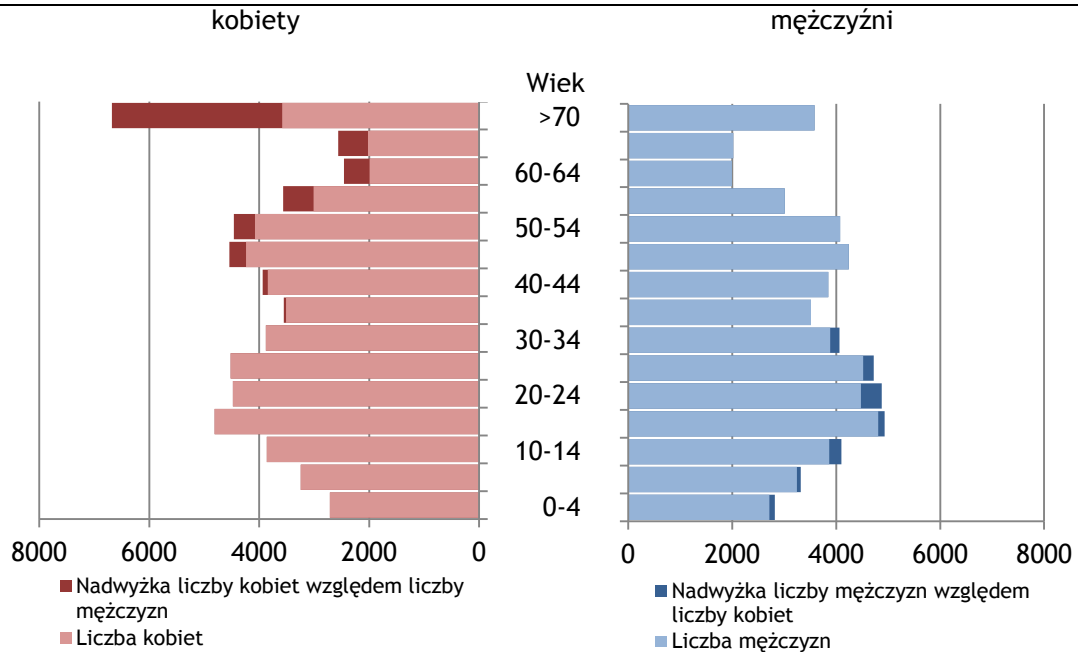 kobiety
mężczyźni
Wiek
>70
60-64
50-54
40-44
30-34
20-24
10-14
0-4
8000 6000 4000 2000 0
0 2000 4000 6000 8000
Nadwyżka liczby kobiet względem liczby
mężczyzn
Liczba kobiet
Nadwyżka liczby mężczyzn względem
liczby kobiet
Liczba mężczyzn